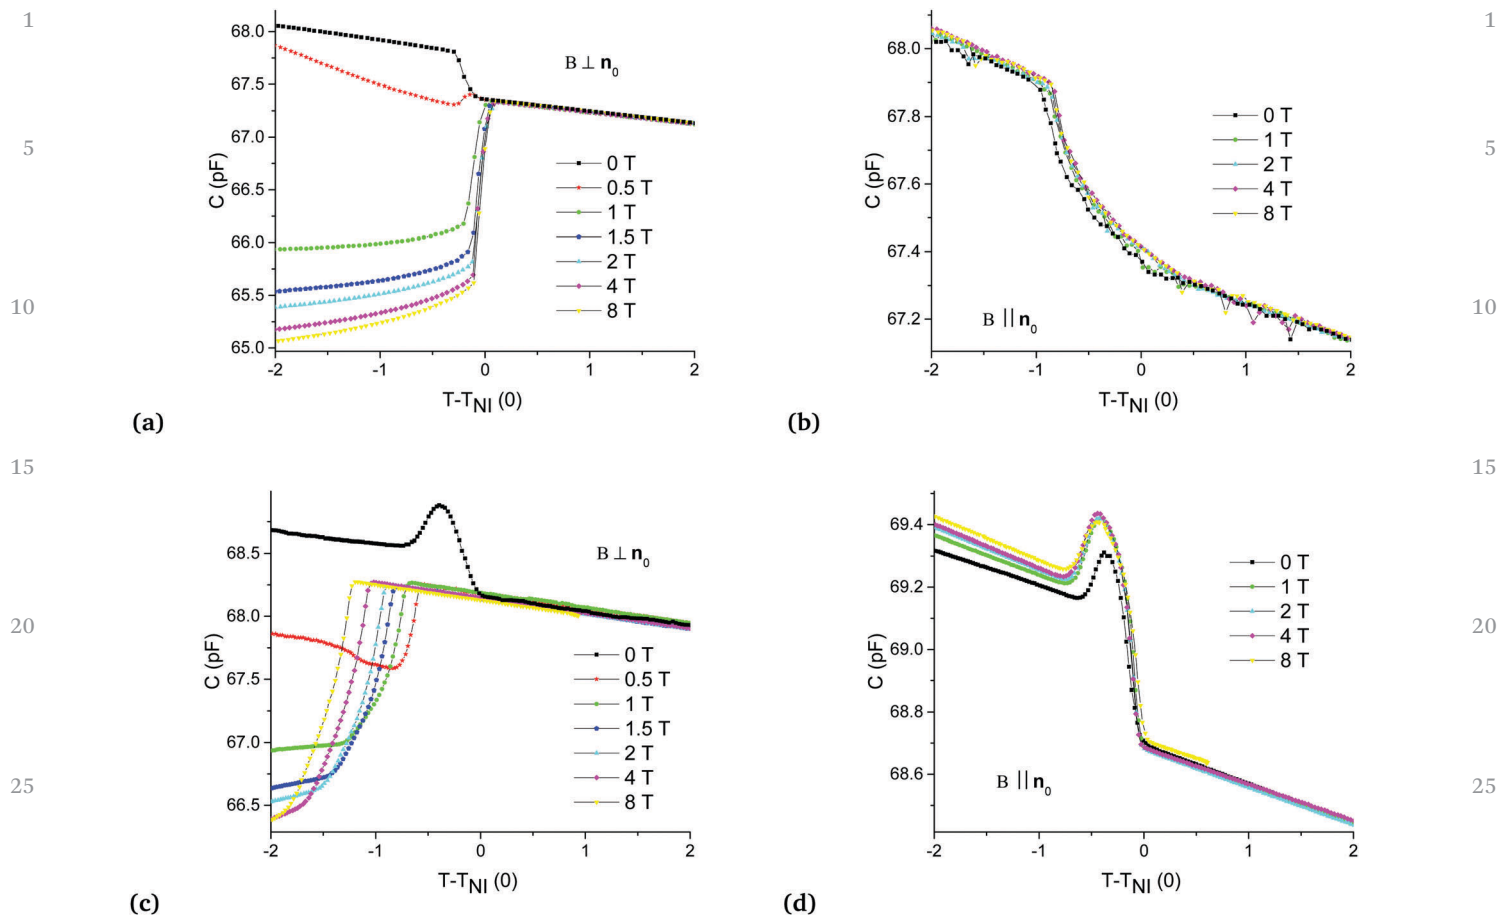 1
5
10
15
20
25
1
5
10
15
20
25
68.0
67.5
67.0
66.5
66.0
65.5
65.0
C (pF)
B ⊥ n0
0 T
0.5 T
1 T
1.5 T
2 T
4 T
8 T
-2 -1 0 1 2
T-TNI (0)
(a)
68.0
67.8
67.6
67.4
67.2
C (pF)
0 T
1 T
2 T
4 T
8 T
B || n0
-2 -1 0 1 2
T-TNI (0)
(b)
68.5
68.0
67.5
67.0
66.5
C (pF)
B ⊥ n0
0 T
0.5 T
1 T
1.5 T
2 T
4 T
8 T
-2 -1 0 1 2
T-TNI (0)
(c)
69.4
69.2
69.0
68.8
68.6
C (pF)
0 T
1 T
2 T
4 T
8 T
B || n0
-2 -1 0 1 2
T-TNI (0)
(d)